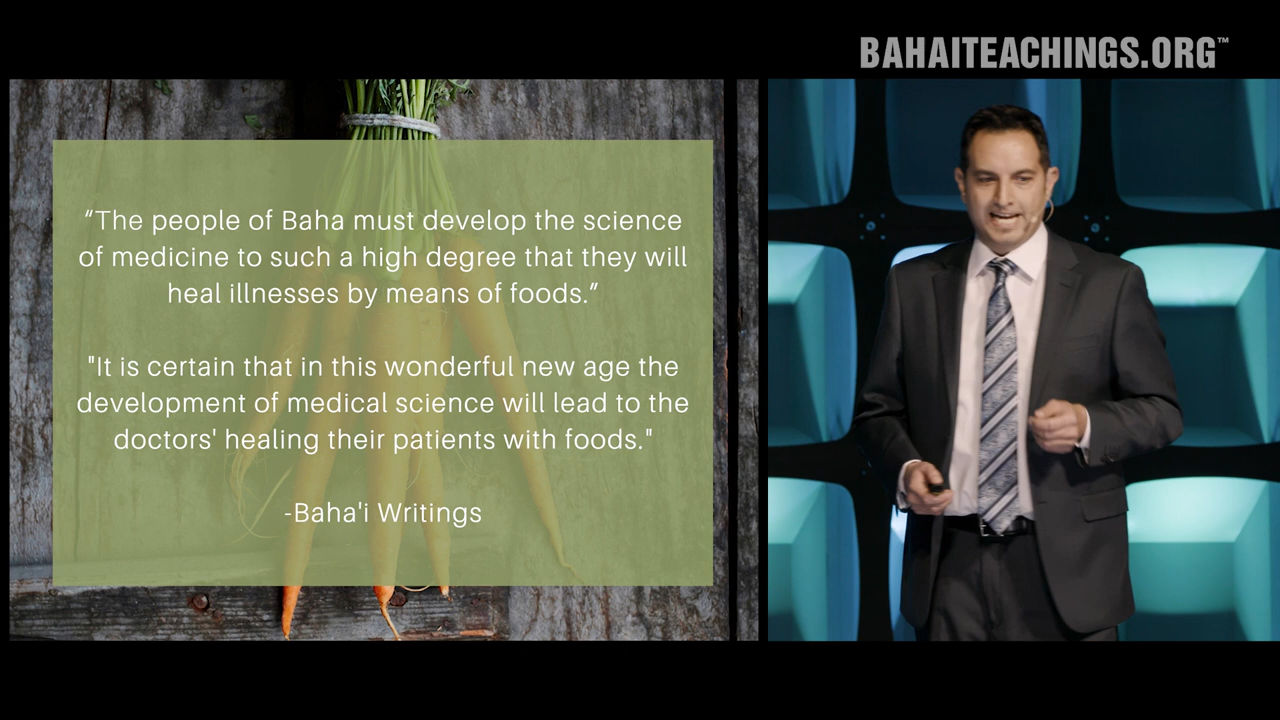 BAHAITEACHINGS.ORG™
“The people of Baha must develop the science
of medicine to such a high degree that they will
heal illnesses by means of foods.”
"It is certain that in this wonderful new age the
development of medical science will lead to the
doctors' healing their patients with foods."
-Baha'i Writings